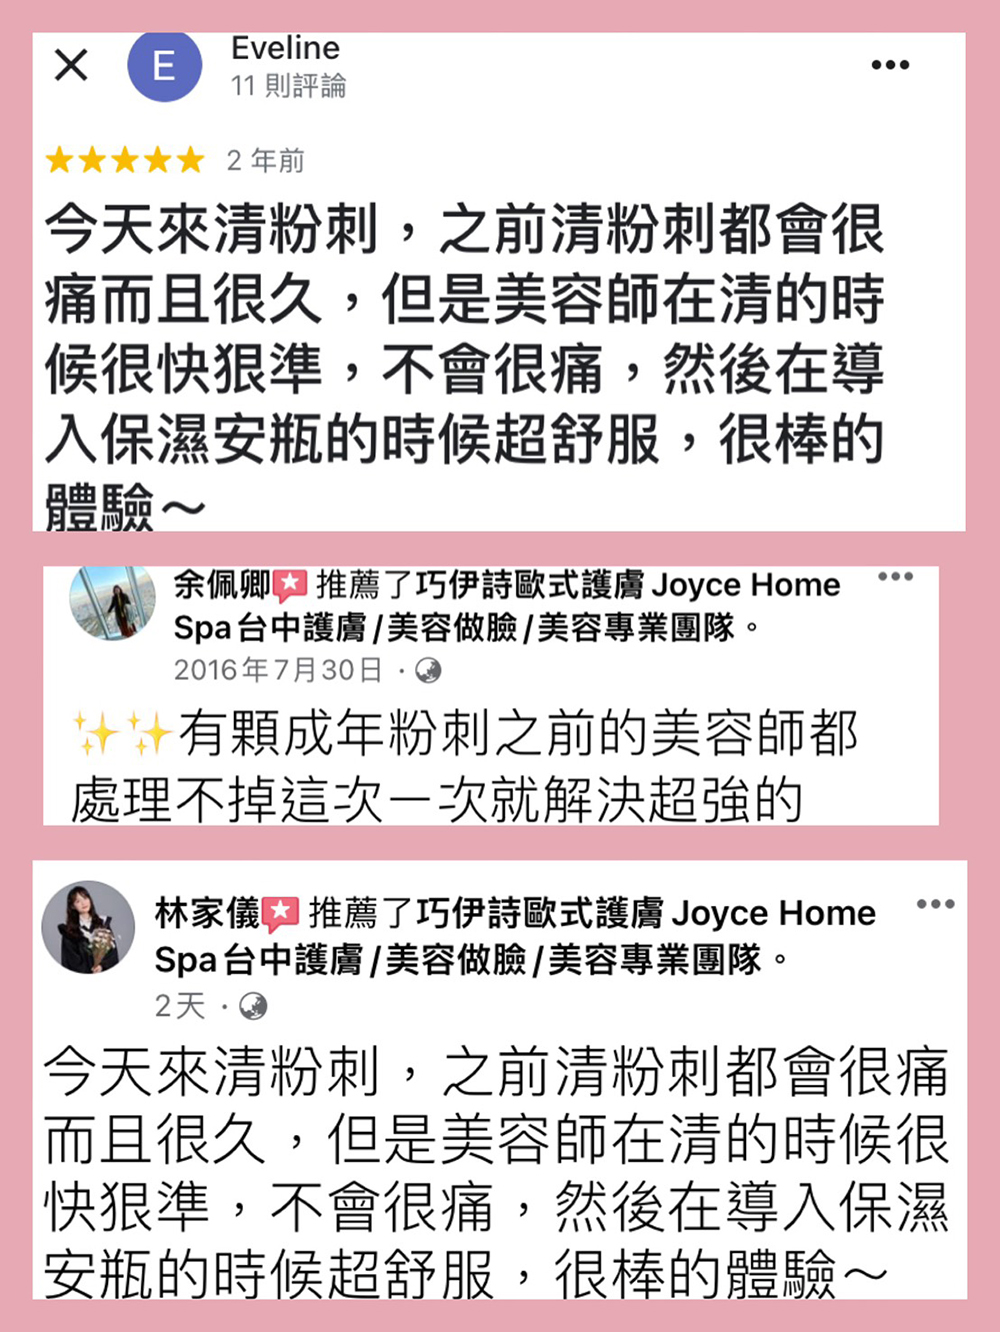 Eveline
E
11 則評論
2 年前
今天來清粉刺，之前清粉刺都會很
痛而且很久，但是美容師在清的時
候很快狠準，不會很痛，然後在導
入保濕安瓶的時候超舒服，很棒的
體驗～
余佩卿 推薦了巧伊詩歐式護膚 Joyce Home
Spa台中護膚/美容做臉/美容專業團隊。
2016年7月30日 ·
✨✨有顆成年粉刺之前的美容師都
處理不掉這次一次就解決超強的
林家儀 推薦了巧伊詩歐式護膚 Joyce Home
Spa台中護膚/美容做臉/美容專業團隊。
2天 ·
今天來清粉刺，之前清粉刺都會很痛
而且很久，但是美容師在清的時候很
快狠準，不會很痛，然後在導入保濕
安瓶的時候超舒服，很棒的體驗～